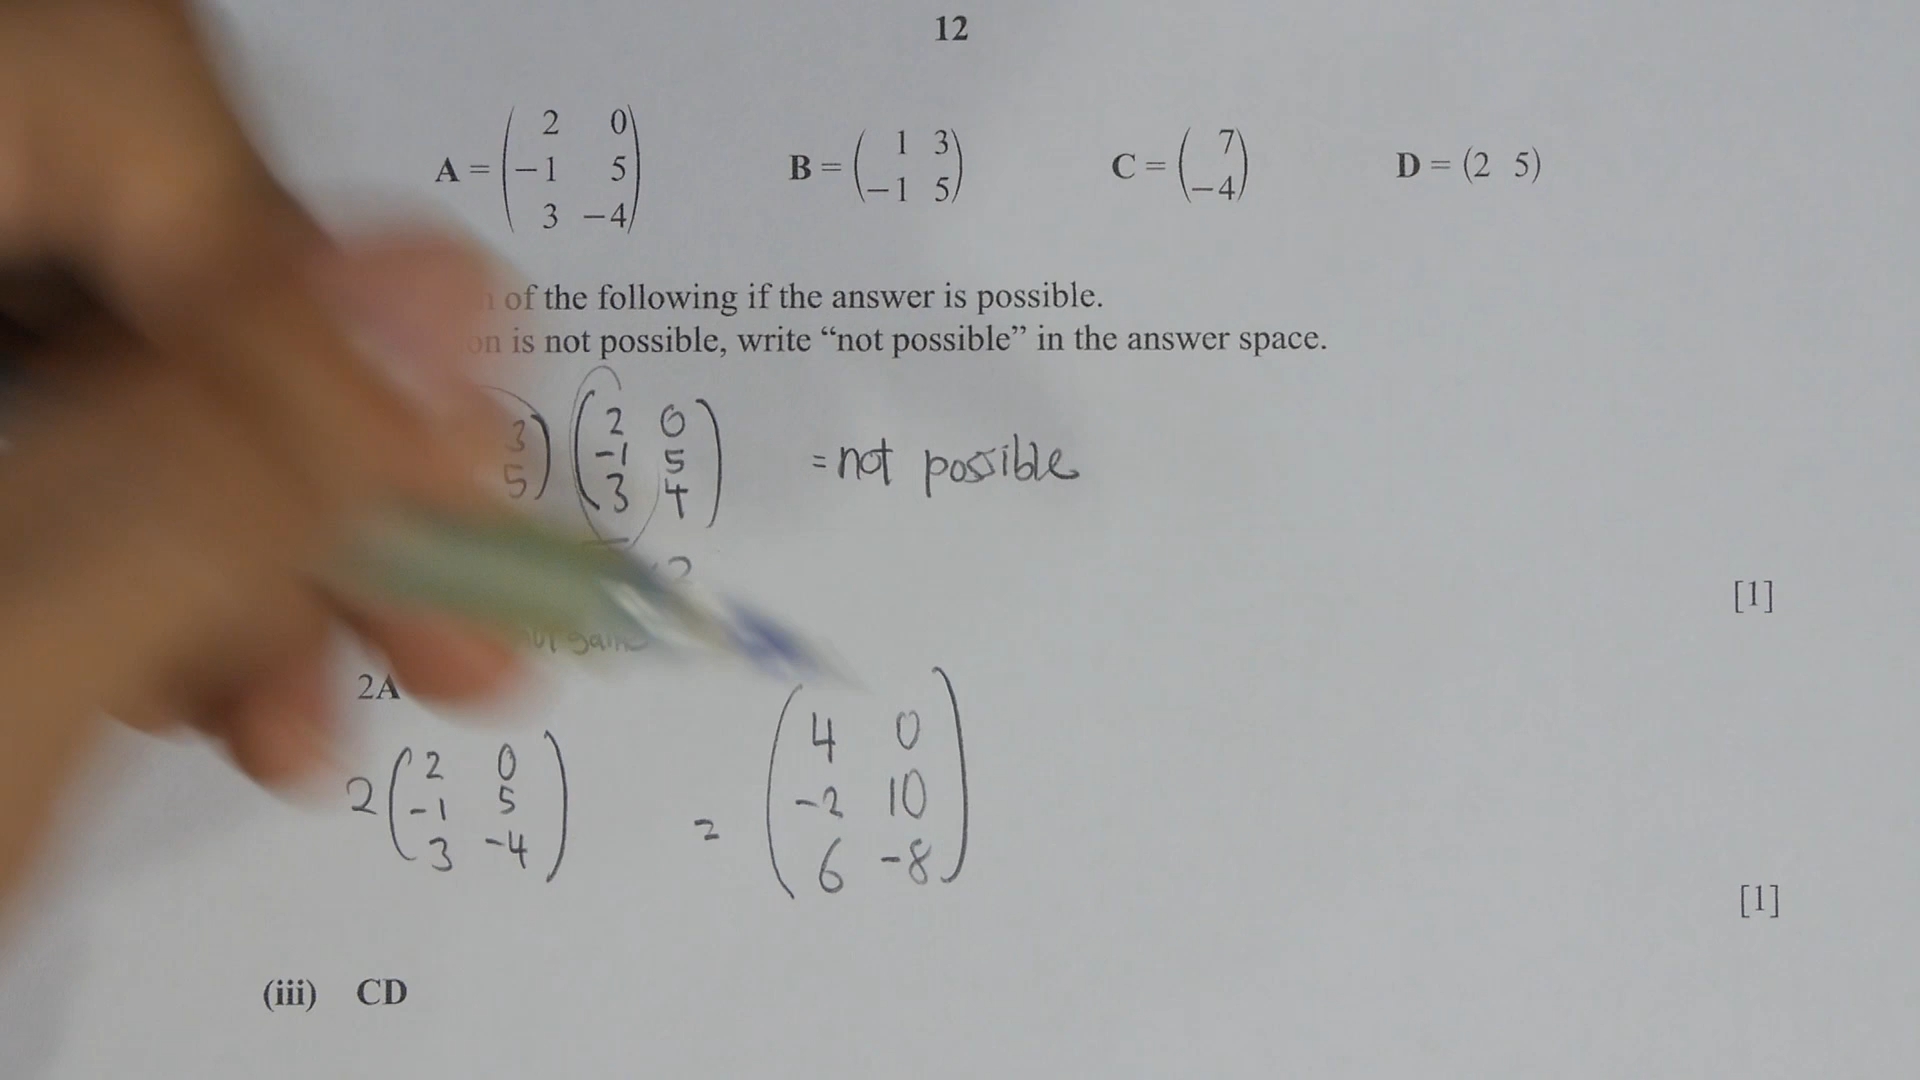 12
A = ( 2 0 -1 5 3 -4 ) B = ( 1 3 -1 5 ) C = ( 7 -4 ) D = (2 5)
of the following if the answer is possible.
is not possible, write “not possible” in the answer space.
3 5 ) ( 2 0 -1 5 3 4 ) = not possible
2
[1]
2A
2 ( 2 0 -1 5 3 -4 ) = ( 4 0 -2 10 6 -8 )
[1]
(iii) CD